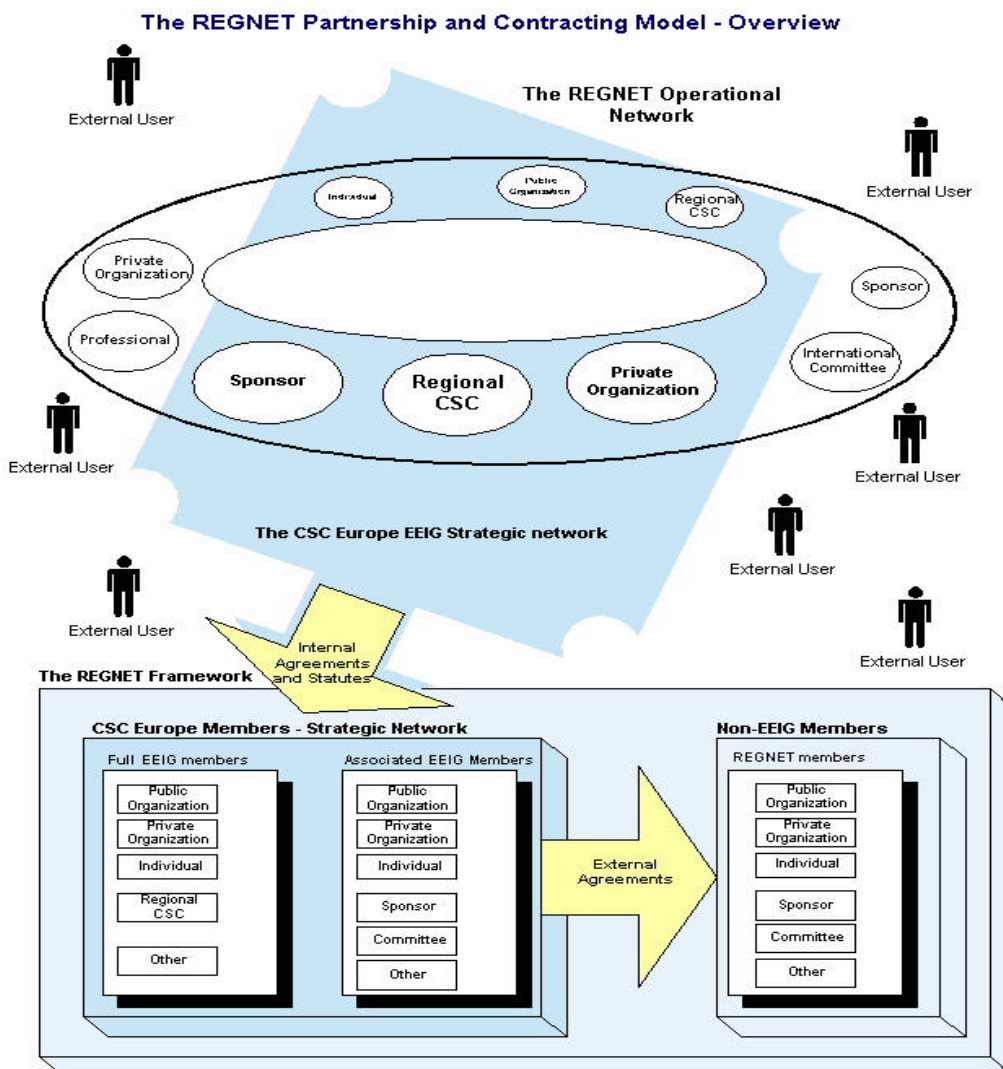 The REGNET Partnership and Contracting Model - Overview
External User
The REGNET Operational
Network
External User
Individual
Public
Organization
Regional
CSC
Private
Organization
Sponsor
Professional
International
Committee
Sponsor
Regional
CSC
Private
Organization
External User
External User
The CSC Europe EEIG Strategic network
External User
External User
External User
Internal
Agreements
and Statutes
The REGNET Framework
CSC Europe Members - Strategic Network
Non-EEIG Members
Full EEIG members
Public
Organization
Private
Organization
Individual
Regional
CSC
Other
Associated EEIG Members
Public
Organization
Private
Organization
Individual
Sponsor
Committee
Other
External
Agreements
REGNET members
Public
Organization
Private
Organization
Individual
Sponsor
Committee
Other